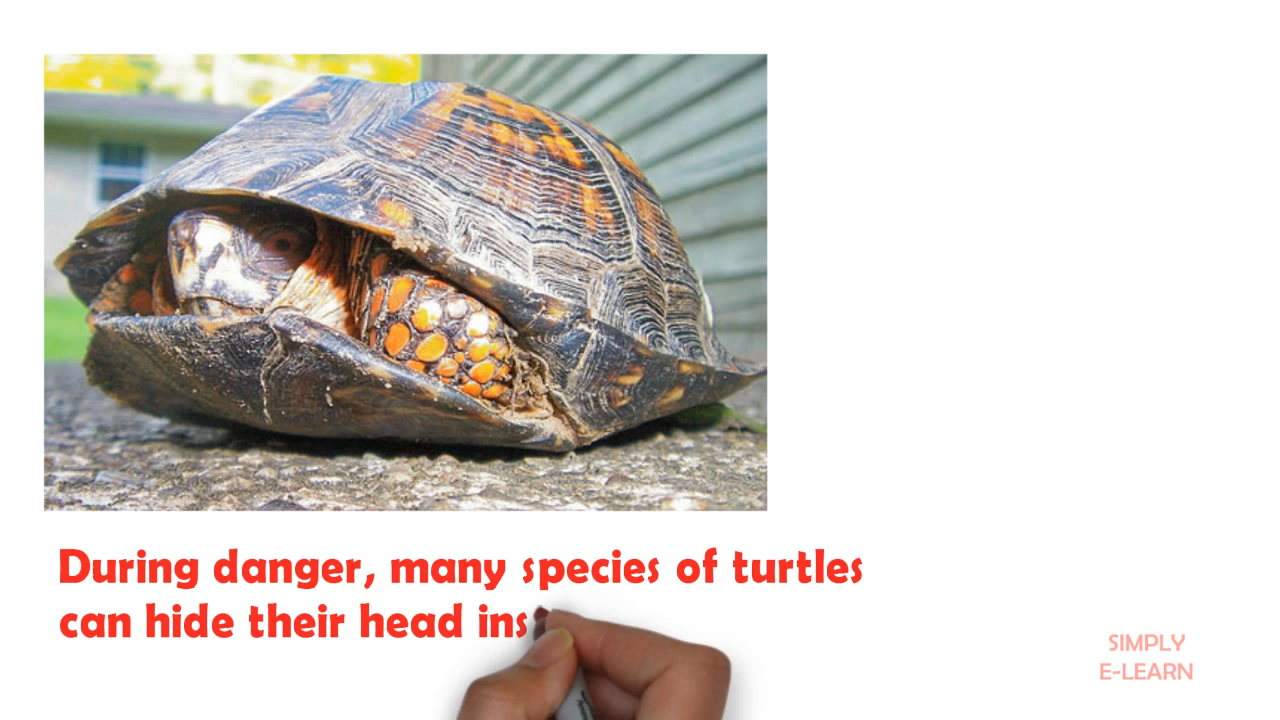 During danger, many species of turtles
can hide their head ins
SIMPLY
E-LEARN